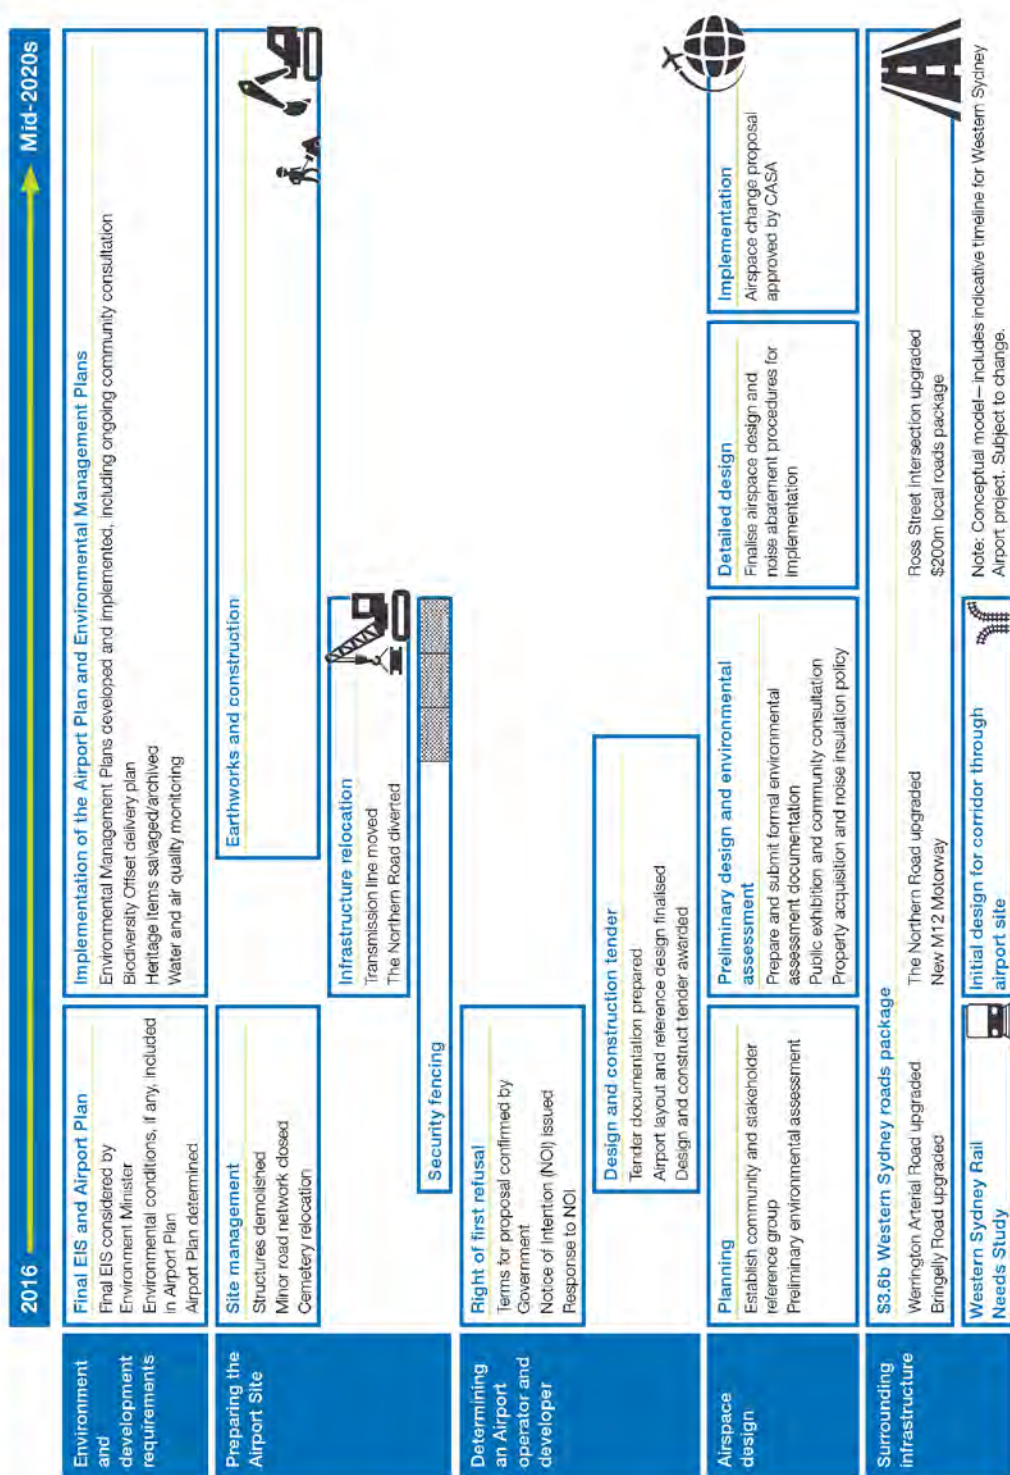 2016
Mid-2020s
Environment
and
development
requirements
Final EIS and Airport Plan
Final EIS considered by
Environment Minister
Environmental conditions, if any, included
in Airport Plan
Airport Plan determined
Implementation of the Airport Plan and Environmental Management Plans
Environmental Management Plans developed and implemented, including ongoing community consultation
Biodiversity Offset delivery plan
Heritage items salvaged/archived
Water and air quality monitoring
Preparing the
Airport Site
Site management
Structures demolished
Minor road network closed
Cemetery relocation
Earthworks and construction
Infrastructure relocation
Transmission line moved
The Northern Road diverted
Security fencing
Determining
an Airport
operator and
developer
Right of first refusal
Terms for proposal confirmed by
Government
Notice of Intention (NOI) issued
Response to NOI
Design and construction tender
Tender documentation prepared
Airport layout and reference design finalised
Design and construct tender awarded
Airspace
design
Planning
Establish community and stakeholder
reference group
Preliminary environmental assessment
Preliminary design and environmental
assessment
Prepare and submit formal environmental
assessment documentation
Public exhibition and community consultation
Property acquisition and noise insulation policy
Detailed design
Finalise airspace design and
noise abatement procedures for
implementation
Implementation
Airspace change proposal
approved by CASA
Surrounding
infrastructure
$3.6b Western Sydney roads package
Werrington Arterial Road upgraded
Bringelly Road upgraded
The Northern Road upgraded
New M12 Motorway
Ross Street intersection upgraded
$200m local roads package
Western Sydney Rail
Needs Study
Initial design for corridor through
airport site
Note: Conceptual model—includes indicative timeline for Western Sydney
Airport project. Subject to change.